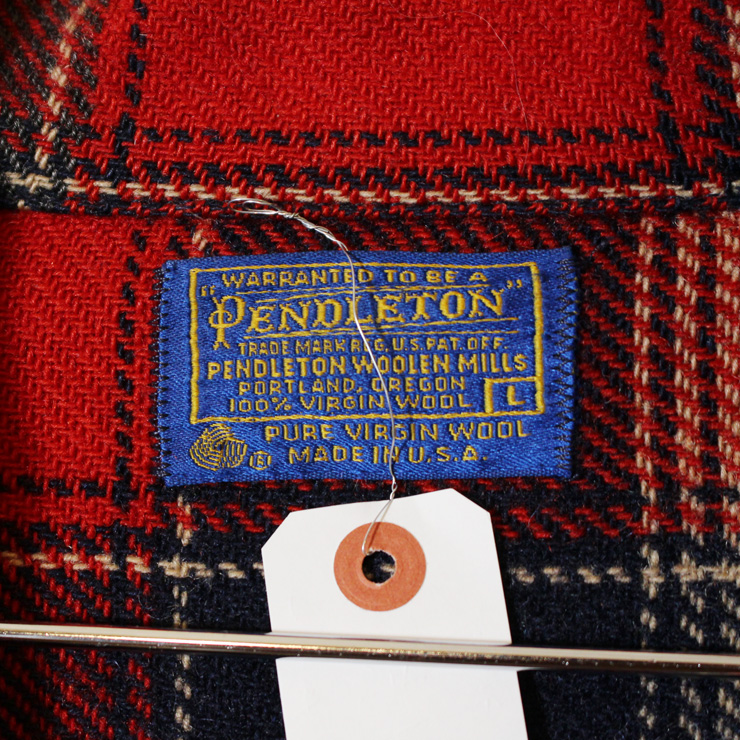 WARRANTED TO BE A
"PENDLETON"
TRADE MARK REG. U.S. PAT. OFF.
PENDLETON WOOLEN MILLS
PORTLAND, OREGON
100% VIRGIN WOOL L
PURE VIRGIN WOOL
® MADE IN U.S.A.